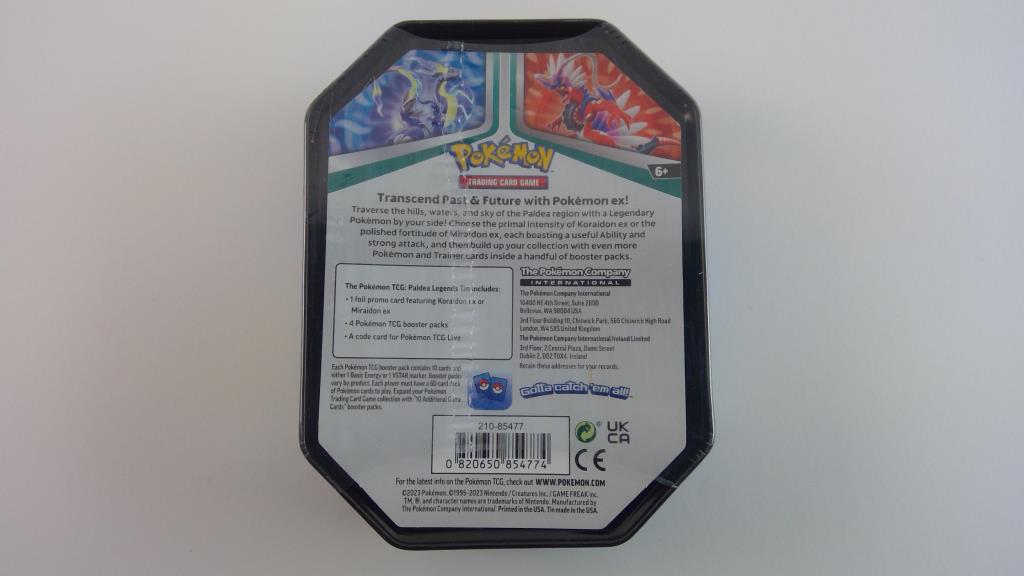 POKéMON
TRADING CARD GAME
6+
Transcend Past & Future with Pokémon ex!
Traverse the hills, waters, and sky of the Paldea region with a Legendary
Pokémon by your side! Choose the primal intensity of Koraidon ex or the
polished fortitude of Miraidon ex, each boasting a useful Ability and
strong attack, and then build up your collection with even more
Pokémon and Trainer cards inside a handful of booster packs.
The Pokémon TCG: Paldea Legends Tin includes:
• 1 foil promo card featuring Koraidon ex or
Miraidon ex
• 4 Pokémon TCG booster packs
• A code card for Pokémon TCG Live
Each Pokémon TCG booster pack contains 10 cards and
either 1 Basic Energy or 1 VSTAR marker. Booster packs
vary by product. Each player must have a 60-card deck
of Pokémon cards to play. Expand your Pokémon
Trading Card Game collection with "10 Additional Game
Cards" booster packs.
The Pokémon Company
INTERNATIONAL
The Pokémon Company International
10400 NE 4th Street, Suite 2800
Bellevue, WA 98004 USA
3rd Floor Building 10, Chiswick Park, 566 Chiswick High Road
London, W4 5XS United Kingdom
The Pokémon Company International Ireland Limited
3rd Floor, 2 Central Plaza, Dame Street
Dublin 2, D02 T0X4, Ireland
Retain these addresses for your records.
Gotta catch 'em all!
210-85477
0 820650 854774
UK
CA
CE
For the latest info on the Pokémon TCG, check out WWW.POKEMON.COM
©2023 Pokémon. ©1995-2023 Nintendo / Creatures Inc. / GAME FREAK inc.
TM, ®, and character names are trademarks of Nintendo. Manufactured by
The Pokémon Company International. Printed in the USA. Tin made in the USA.